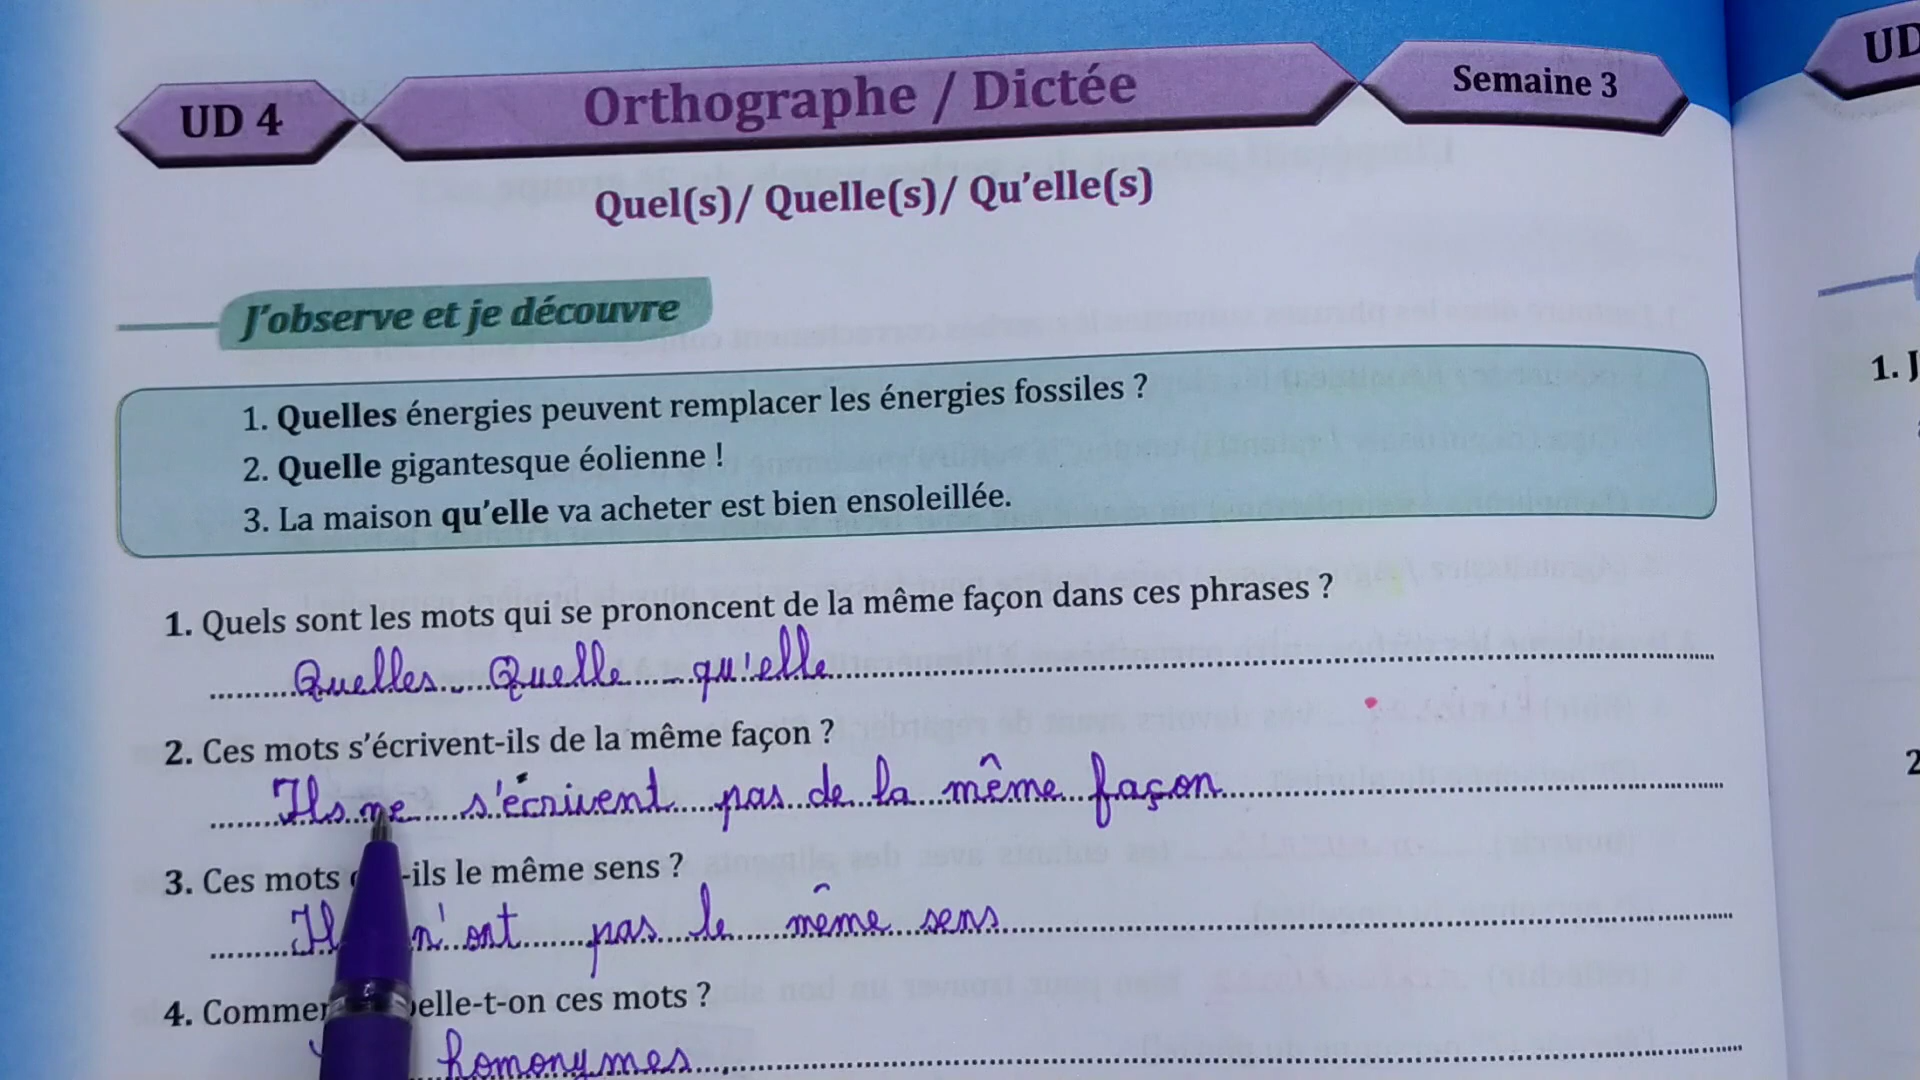 UD 4
Orthographe / Dictée
Semaine 3
Quel(s)/ Quelle(s)/ Qu'elle(s)
J'observe et je découvre
1. Quelles énergies peuvent remplacer les énergies fossiles ?
2. Quelle gigantesque éolienne !
3. La maison qu'elle va acheter est bien ensoleillée.
1. Quels sont les mots qui se prononcent de la même façon dans ces phrases ?
Quelles - Quelle - qu'elle
2. Ces mots s'écrivent-ils de la même façon ?
Ils ne s'écrivent pas de la même façon
3. Ces mots -ils le même sens ?
n'ont pas le même sens
4. elle-t-on ces mots ?
homonymes
UD
1. J
2